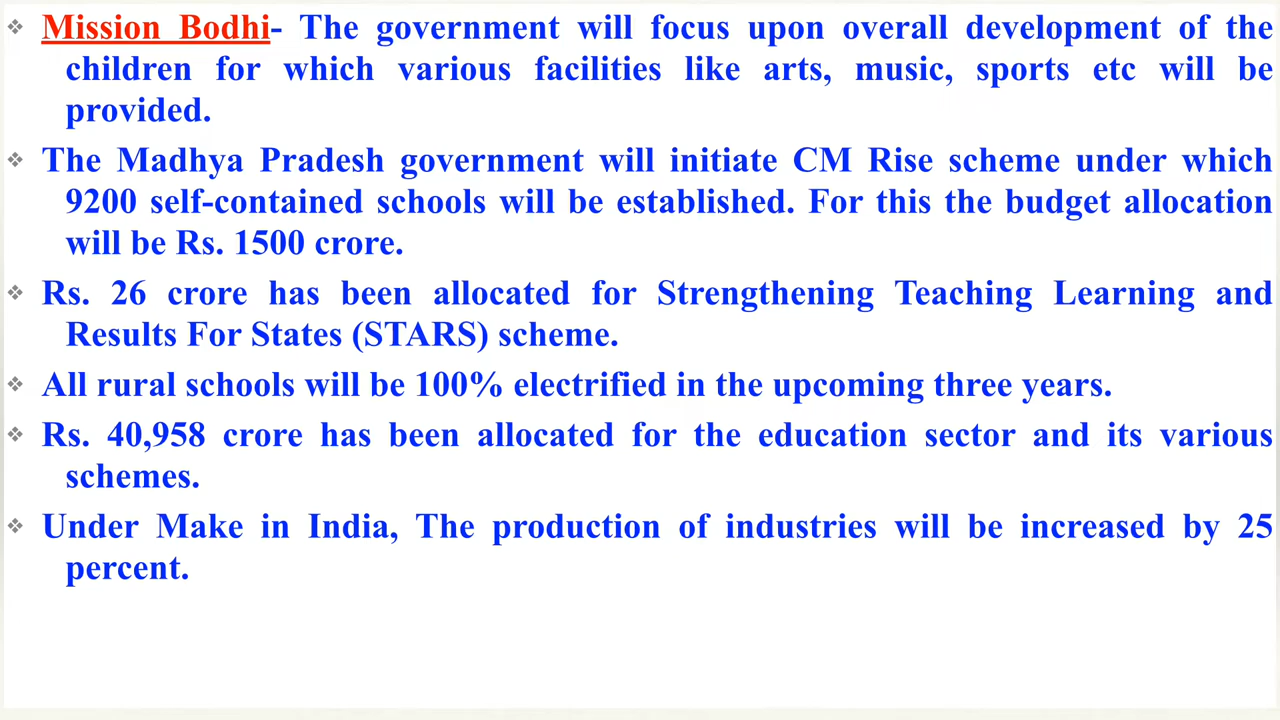 ❖ Mission Bodhi- The government will focus upon overall development of the
children for which various facilities like arts, music, sports etc will be
provided.
❖ The Madhya Pradesh government will initiate CM Rise scheme under which
9200 self-contained schools will be established. For this the budget allocation
will be Rs. 1500 crore.
❖ Rs. 26 crore has been allocated for Strengthening Teaching Learning and
Results For States (STARS) scheme.
❖ All rural schools will be 100% electrified in the upcoming three years.
❖ Rs. 40,958 crore has been allocated for the education sector and its various
schemes.
❖ Under Make in India, The production of industries will be increased by 25
percent.